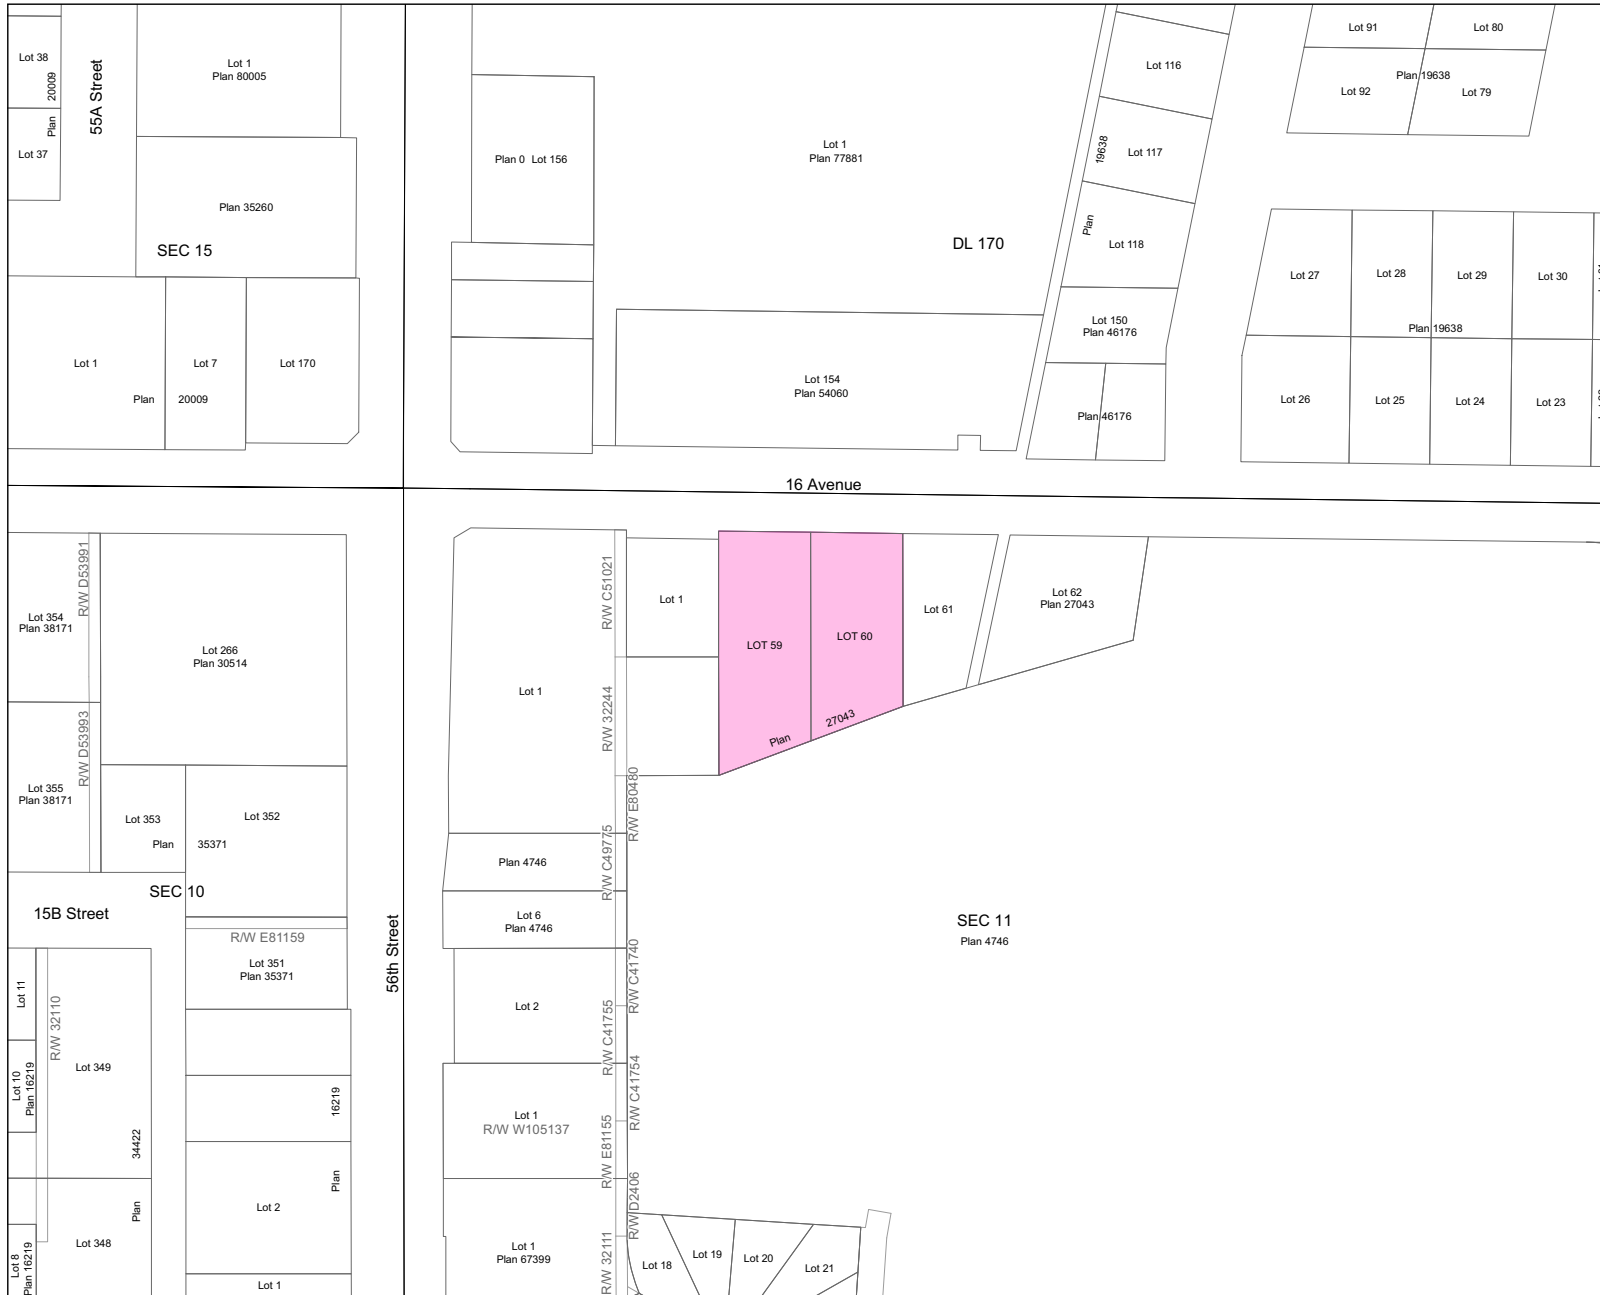 Lot 38
20009
Plan
Lot 37
55A Street
Lot 1
Plan 80005
Plan 35260
SEC 15
Lot 1
Lot 7
Lot 170
Plan
20009
Plan 0 Lot 156
Lot 1
Plan 77881
DL 170
Lot 154
Plan 54060
Lot 116
19638
Lot 117
Plan
Lot 118
Lot 150
Plan 46176
Plan 46176
Lot 91
Lot 80
Plan 19638
Lot 92
Lot 79
Lot 27
Lot 28
Lot 29
Lot 30
Plan 19638
Lot 26
Lot 25
Lot 24
Lot 23
16 Avenue
R/W D53991
Lot 354
Plan 38171
Lot 266
Plan 30514
R/W D53993
Lot 355
Plan 38171
Lot 353
Lot 352
Plan
35371
SEC 10
15B Street
R/W E81159
Lot 351
Plan 35371
56th Street
Lot 11
R/W 32110
Lot 10
Plan 16219
Lot 349
34422
Plan
Lot 8
Plan 16219
Lot 348
16219
Plan
Lot 2
Lot 1
Lot 1
R/W C51021
R/W 32244
Lot 1
LOT 59
LOT 60
Plan
27043
Lot 61
Lot 62
Plan 27043
R/W E80480
R/W C49775
Plan 4746
Lot 6
Plan 4746
R/W C41740
Lot 2
R/W C41755
R/W C41754
Lot 1
R/W W105137
R/W E81155
R/W D2406
Lot 1
Plan 67399
R/W 32111
SEC 11
Plan 4746
Lot 18
Lot 19
Lot 20
Lot 21